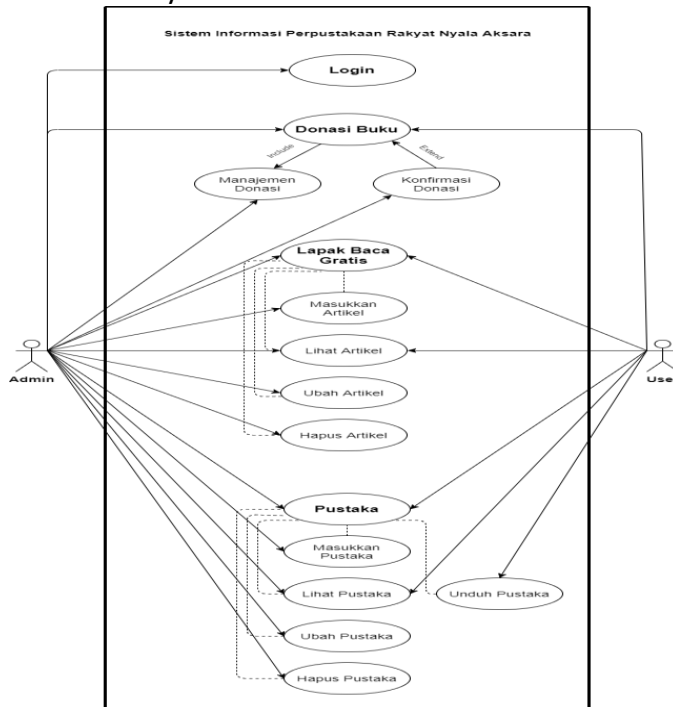 Sistem Informasi Perpustakaan Rakyat Nyala Aksara
Login
Donasi Buku
Include
Extend
Manajemen
Donasi
Konfirmasi
Donasi
Lapak Baca
Gratis
Masukkan
Artikel
Lihat Artikel
Admin
User
Ubah Artikel
Hapus Artikel
Pustaka
Masukkan
Pustaka
Lihat Pustaka
Unduh Pustaka
Ubah Pustaka
Hapus Pustaka